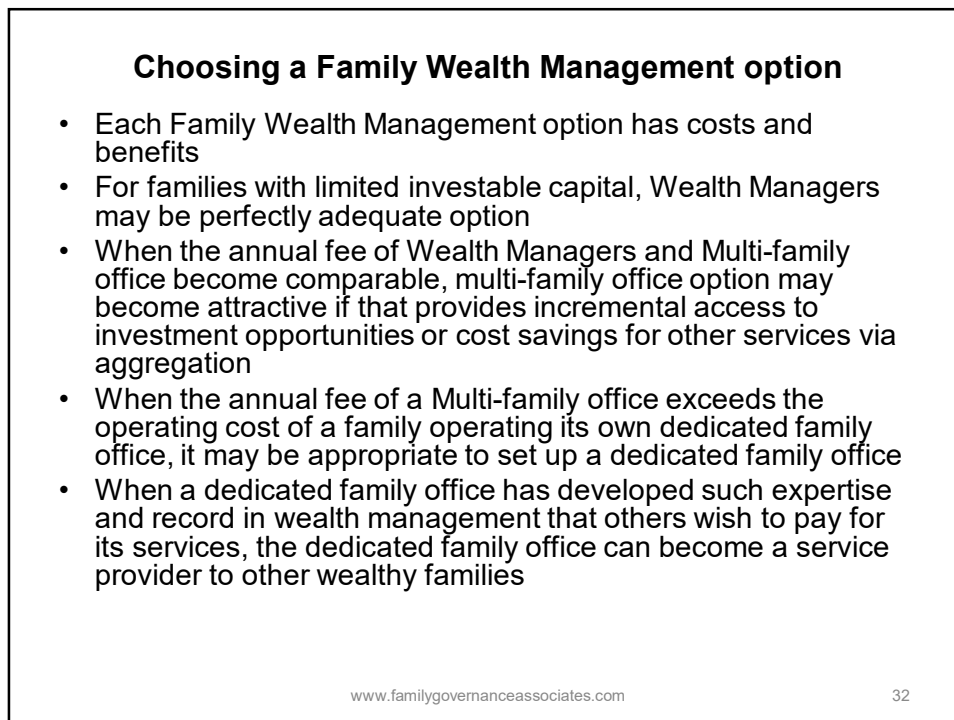 Choosing a Family Wealth Management option
• Each Family Wealth Management option has costs and
benefits
• For families with limited investable capital, Wealth Managers
may be perfectly adequate option
• When the annual fee of Wealth Managers and Multi-family
office become comparable, multi-family office option may
become attractive if that provides incremental access to
investment opportunities or cost savings for other services via
aggregation
• When the annual fee of a Multi-family office exceeds the
operating cost of a family operating its own dedicated family
office, it may be appropriate to set up a dedicated family office
• When a dedicated family office has developed such expertise
and record in wealth management that others wish to pay for
its services, the dedicated family office can become a service
provider to other wealthy families
www.familygovernanceassociates.com 32